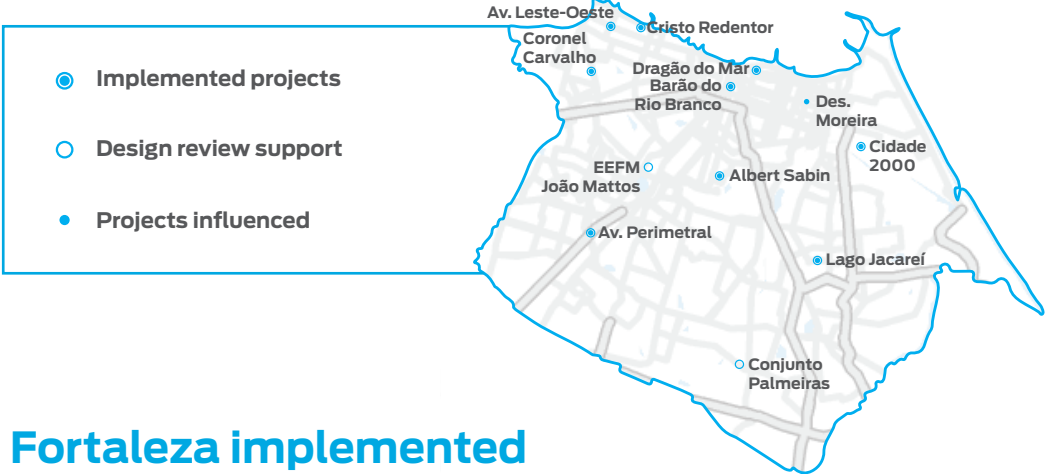 Implemented projects
Design review support
Projects influenced
Av. Leste-Oeste
Cristo Redentor
Coronel
Carvalho
Dragão do Mar
Barão do
Rio Branco
Des.
Moreira
Cidade
2000
EEFM
João Mattos
Albert Sabin
Av. Perimetral
Lago Jacareí
Conjunto
Palmeiras
Fortaleza implemented